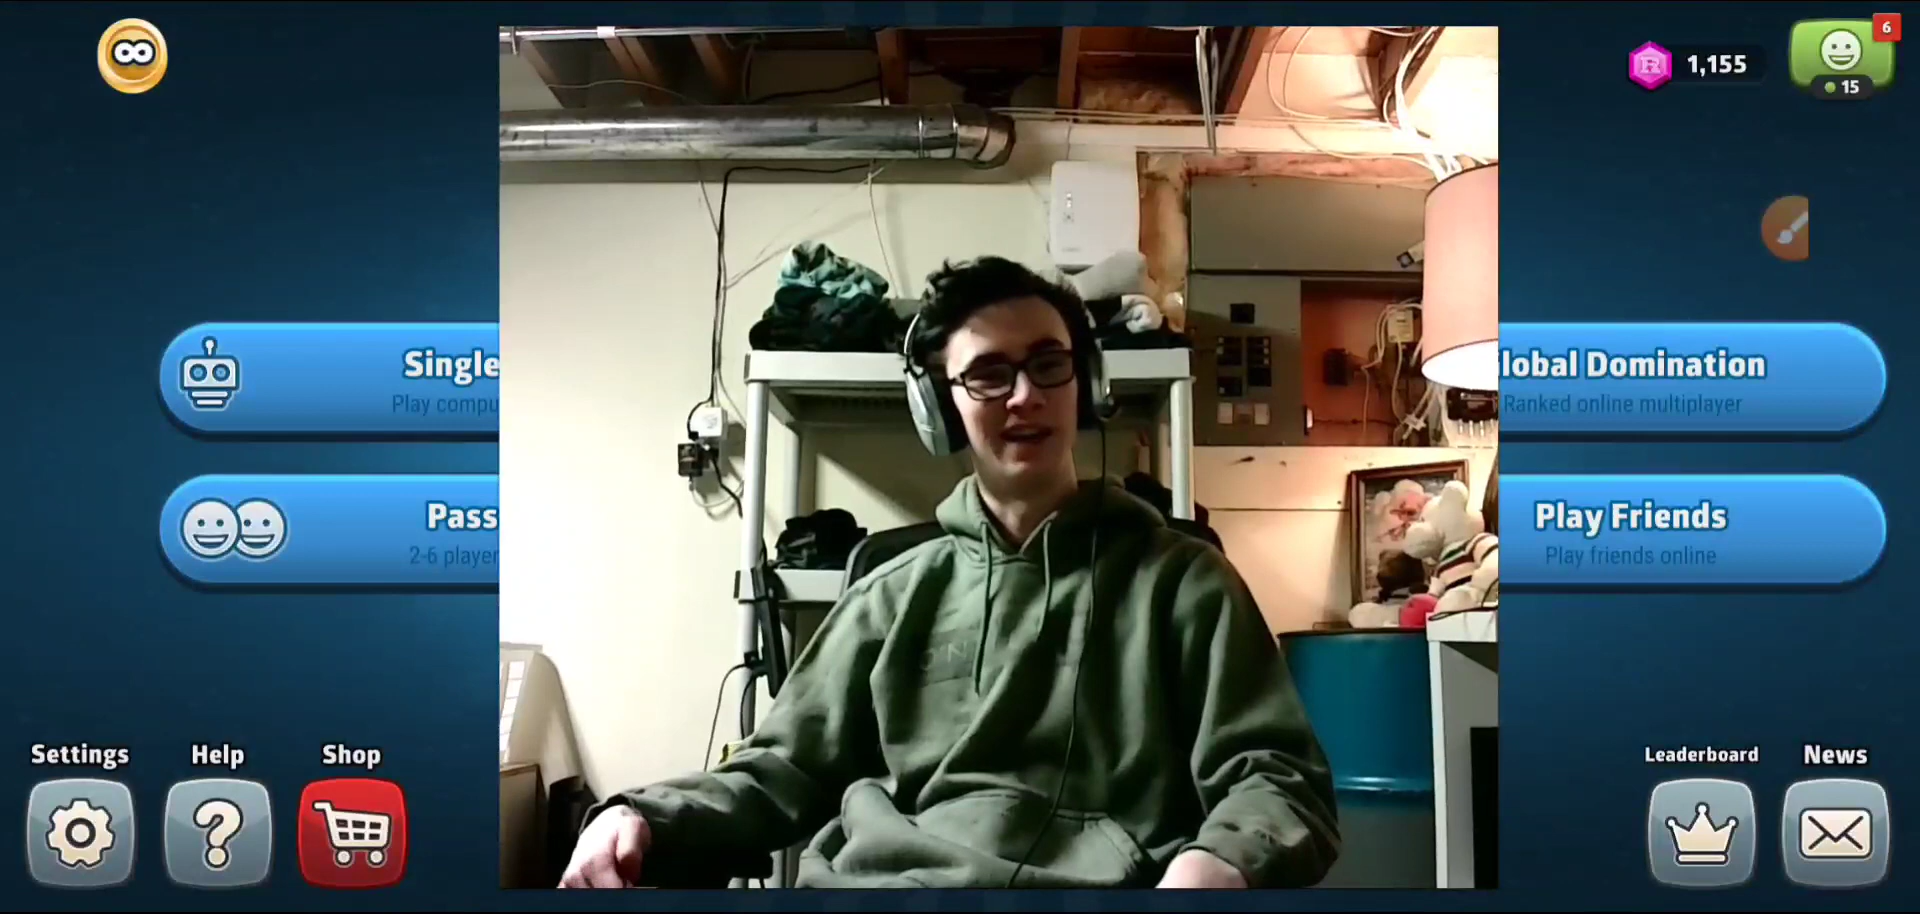 1,155
6
15
Single
Play compu
lobal Domination
Ranked online multiplayer
Pass
2-6 player
Play Friends
Play friends online
Settings
Help
Shop
Leaderboard
News